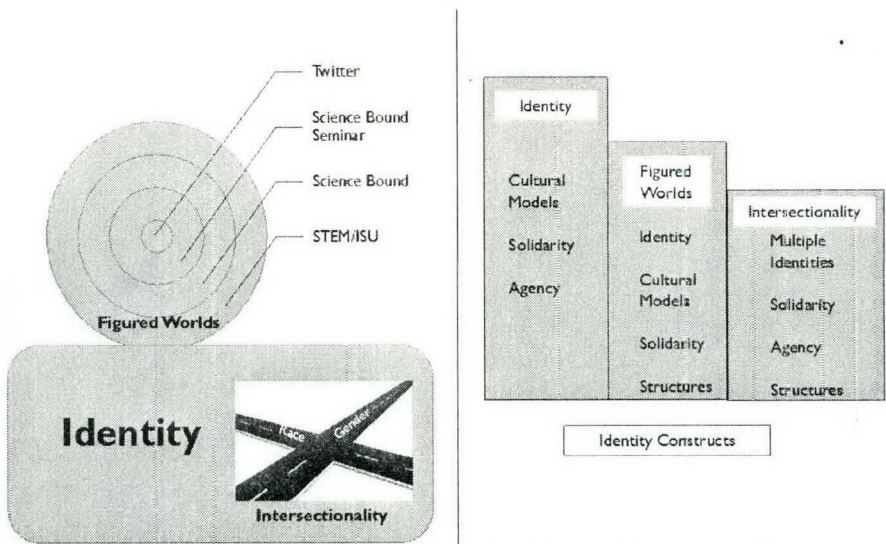 Twitter
Science Bound
Seminar
Science Bound
STEM/ISU
Figured Worlds
Identity
Race
Gender
Intersectionality
Identity
Cultural
Models
Solidarity
Agency
Figured
Worlds
Identity
Cultural
Models
Solidarity
Structures
Intersectionality
Multiple
Identities
Solidarity
Agency
Structures
Identity Constructs